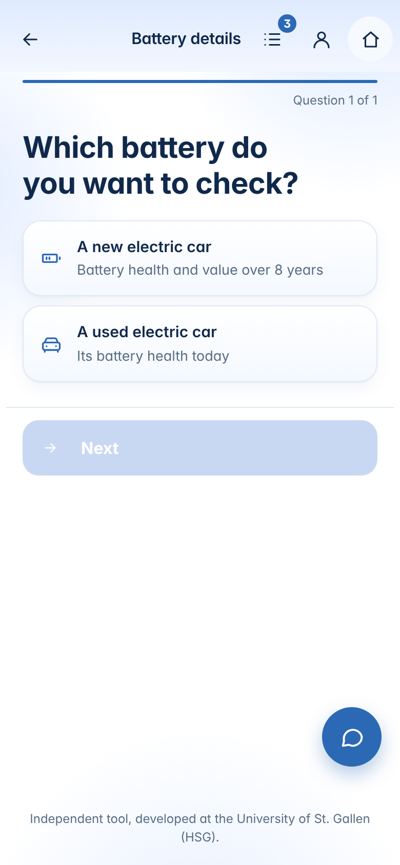 Battery details
3
Question 1 of 1
Which battery do
you want to check?
A new electric car
Battery health and value over 8 years
A used electric car
Its battery health today
Next
Independent tool, developed at the University of St. Gallen
(HSG).